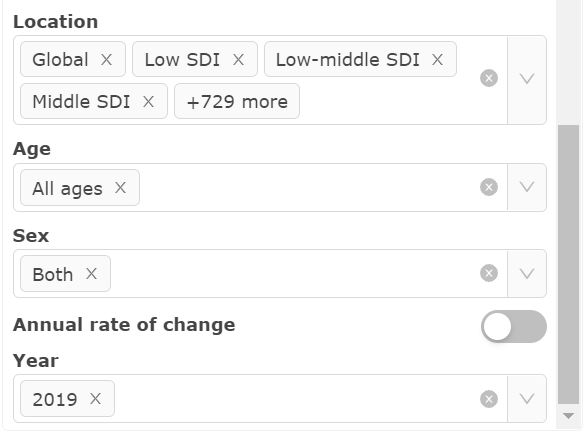 Location
Global X Low SDI X Low-middle SDI X
Middle SDI X +729 more
Age
All ages X
Sex
Both X
Annual rate of change
Year
2019 X